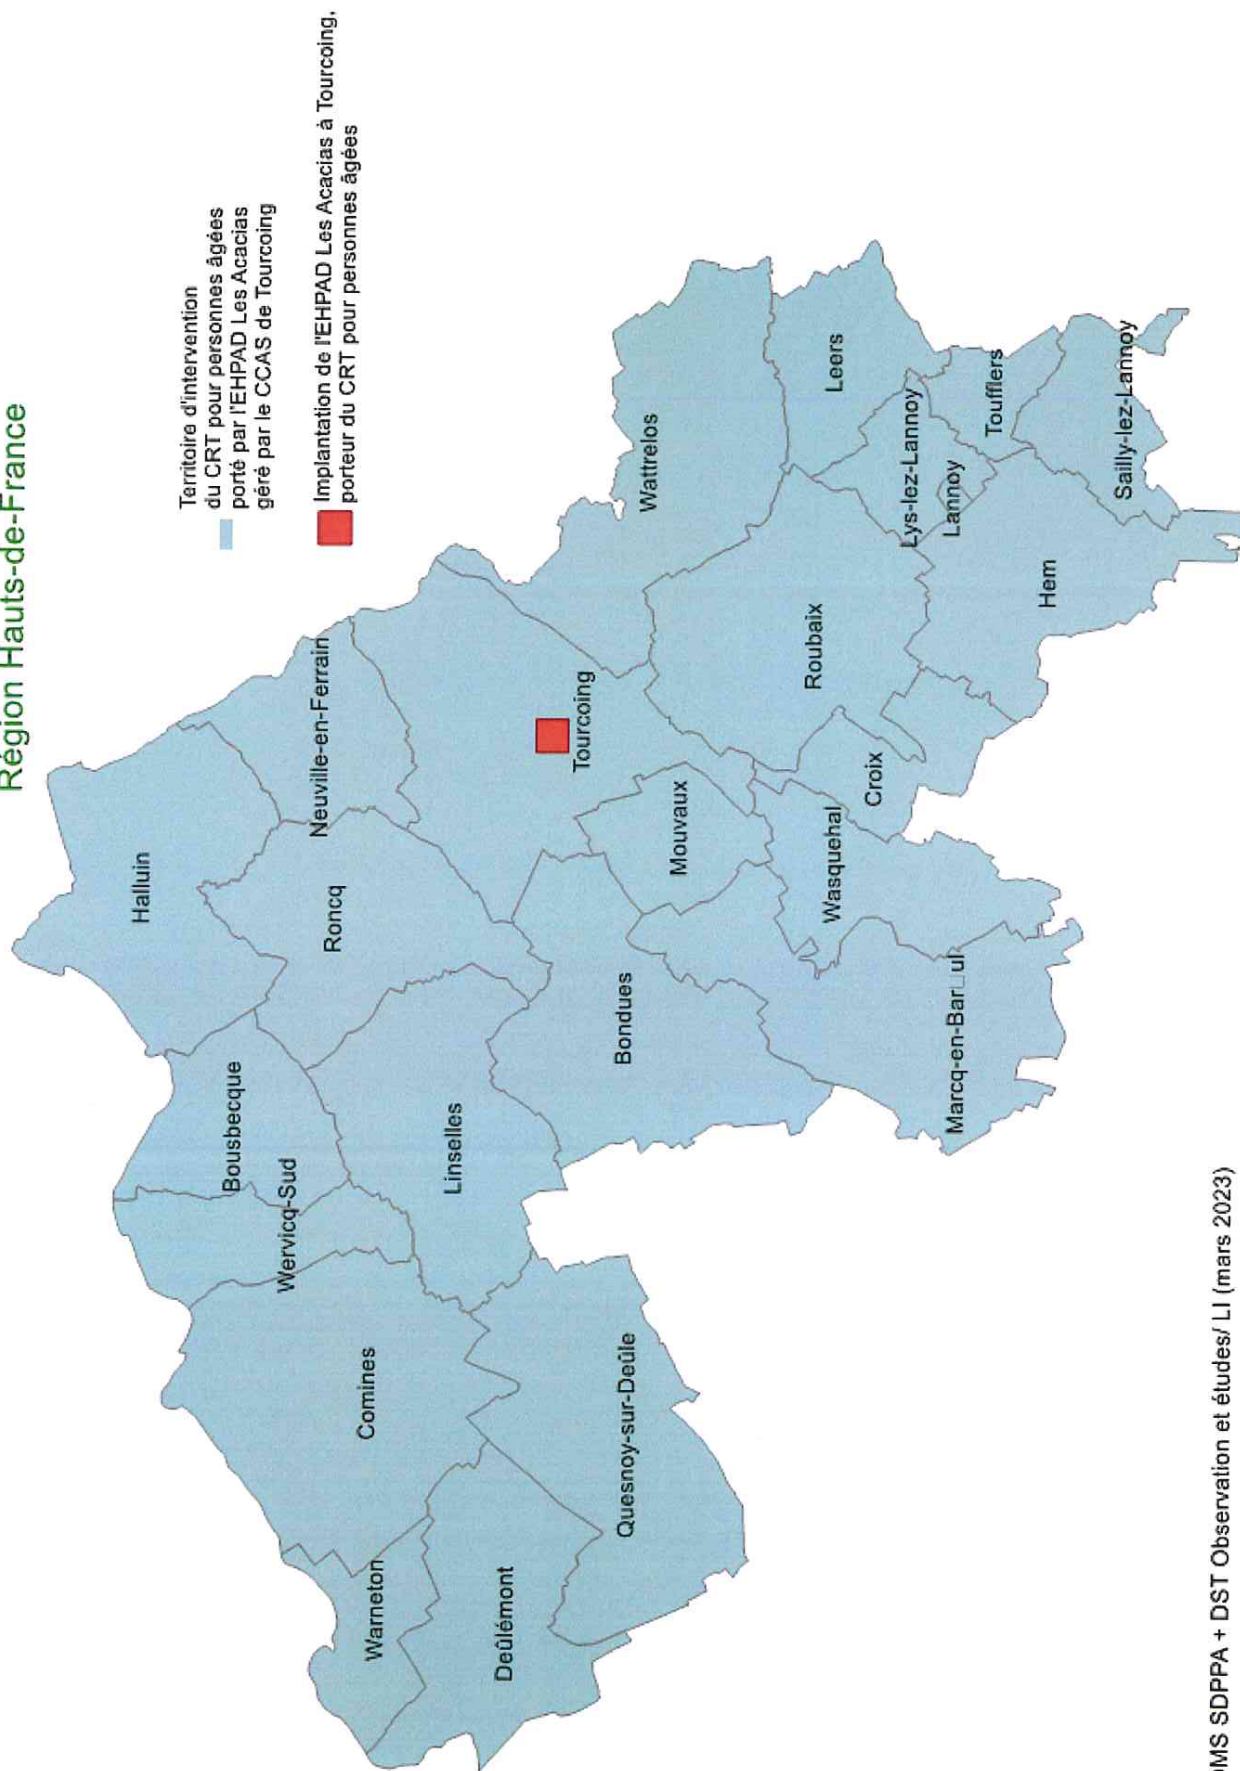 Région Hauts-de-France
Territoire d'intervention
du CRT pour personnes âgées
porté par l'EHPAD Les Acacias
géré par le CCAS de Tourcoing
Implantation de l'EHPAD Les Acacias à Tourcoing,
porteur du CRT pour personnes âgées
Halluin
Bousbecque
Wervicq-Sud
Neuville-en-Ferrain
Roncq
Comines
Warneton
Linselles
Deûlémont
Tourcoing
Bondues
Quesnoy-sur-Deûle
Wattrelos
Mouvaux
Roubaix
Wasquehal
Leers
Croix
Lys-lez-Lannoy
Lannoy
Marcq-en-Bar□ul
Toufflers
Hem
Sailly-lez-Lannoy
SDPPA + DST Observation et études/ LI (mars 2023)